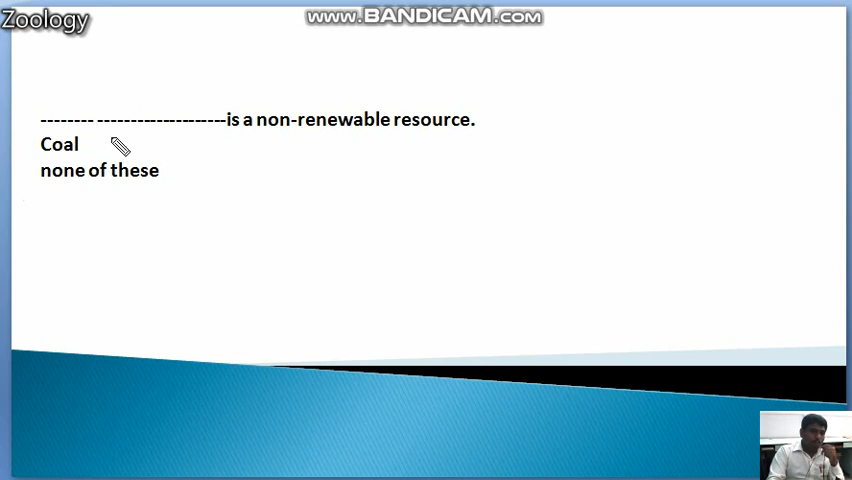 Zoology
www.BANDICAM.com
-------- --------------------is a non-renewable resource.
Coal
none of these